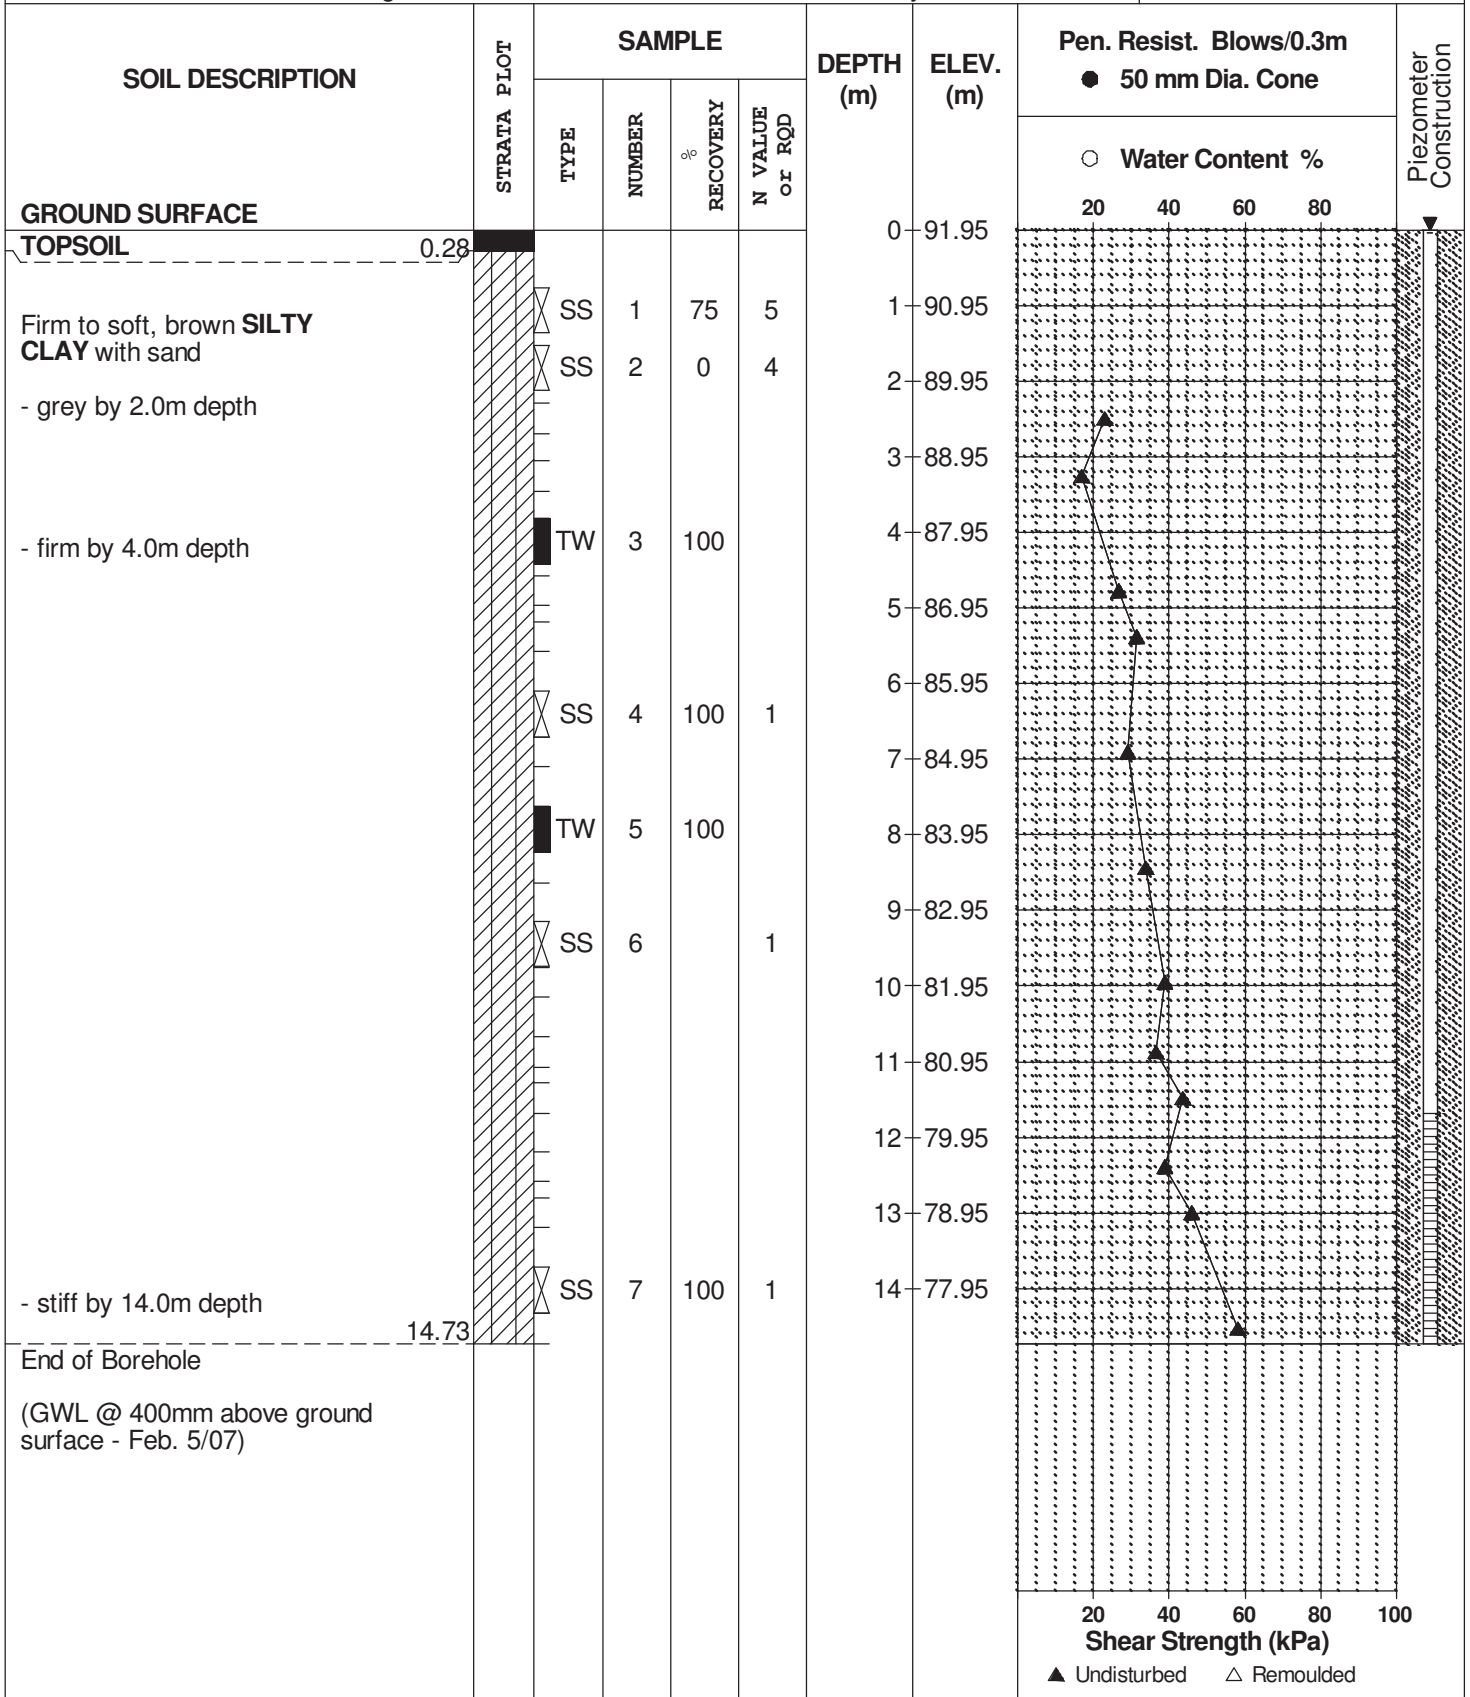 SOIL DESCRIPTION
GROUND SURFACE
STRATA PLOT
SAMPLE
TYPE
NUMBER
% RECOVERY
N VALUE or RQD
DEPTH (m)
ELEV. (m)
Pen. Resist. Blows/0.3m
● 50 mm Dia. Cone
○ Water Content %
20 40 60 80
Piezometer Construction
TOPSOIL 0.28
0 91.95
Firm to soft, brown SILTY
CLAY with sand
SS 1 75 5
1 90.95
SS 2 0 4
2 89.95
- grey by 2.0m depth
3 88.95
- firm by 4.0m depth
TW 3 100
4 87.95
5 86.95
6 85.95
SS 4 100 1
7 84.95
TW 5 100
8 83.95
9 82.95
SS 6 1
10 81.95
11 80.95
12 79.95
13 78.95
- stiff by 14.0m depth
SS 7 100 1
14 77.95
14.73
End of Borehole
(GWL @ 400mm above ground
surface - Feb. 5/07)
20 40 60 80 100
Shear Strength (kPa)
▲ Undisturbed △ Remoulded